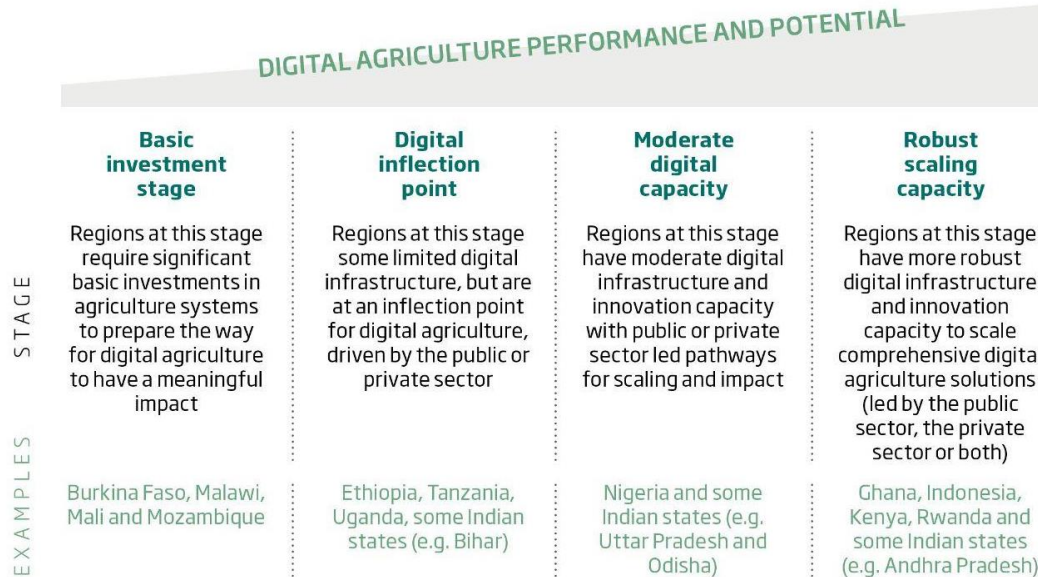 DIGITAL AGRICULTURE PERFORMANCE AND POTENTIAL
Basic
investment
stage
Digital
inflection
point
Moderate
digital
capacity
Robust
scaling
capacity
STAGE
Regions at this stage
require significant
basic investments in
agriculture systems
to prepare the way
for digital agriculture
to have a meaningful
impact
Regions at this stage
some limited digital
infrastructure, but are
at an inflection point
for digital agriculture,
driven by the public or
private sector
Regions at this stage
have moderate digital
infrastructure and
innovation capacity
with public or private
sector led pathways
for scaling and impact
Regions at this stage
have more robust
digital infrastructure
and innovation
capacity to scale
comprehensive digita
agriculture solutions
(led by the public
sector, the private
sector or both)
EXAMPLES
Burkina Faso, Malawi,
Mali and Mozambique
Ethiopia, Tanzania,
Uganda, some Indian
states (e.g. Bihar)
Nigeria and some
Indian states (e.g.
Uttar Pradesh and
Odisha)
Ghana, Indonesia,
Kenya, Rwanda and
some Indian states
(e.g. Andhra Pradesh)